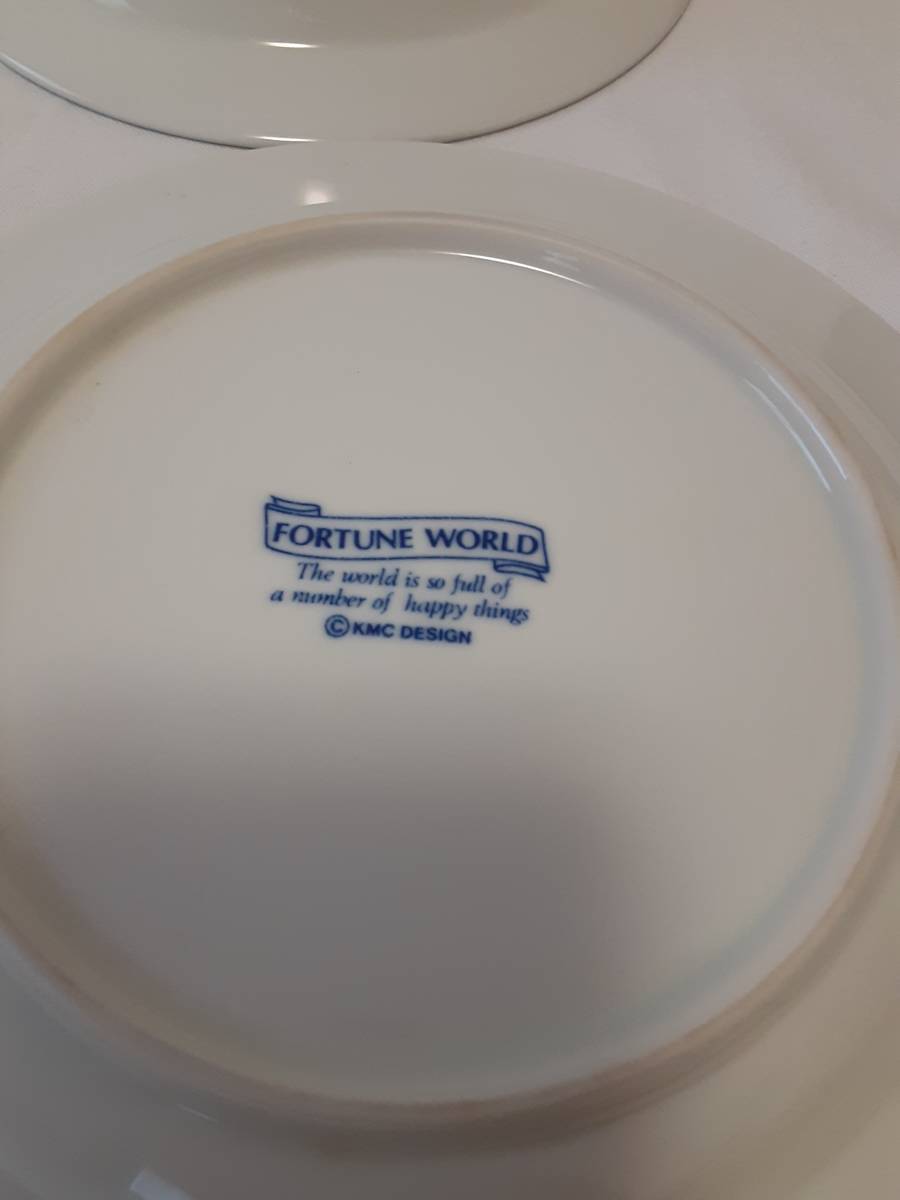 FORTUNE WORLD
The world is so full of
a number of happy things
© KMC DESIGN